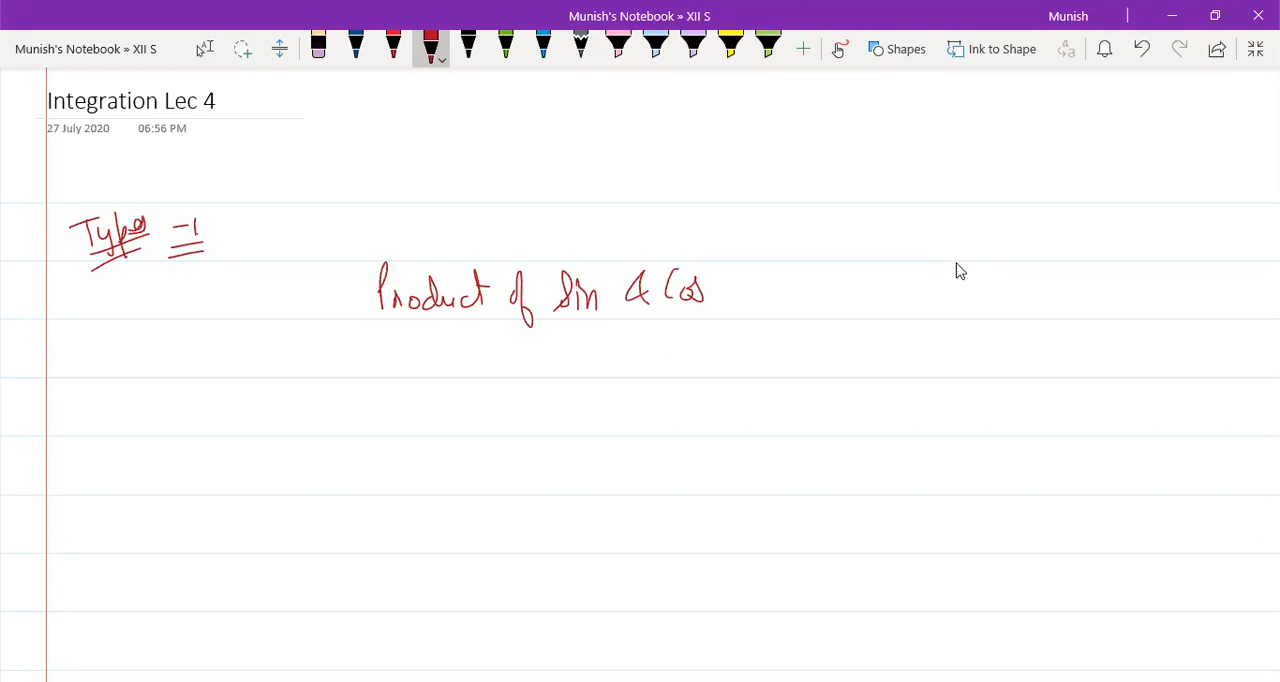 Munish's Notebook » XII S
Munish
Munish's Notebook » XII S
Shapes
Ink to Shape
Integration Lec 4
27 July 2020 06:56 PM
Types -1
Product of Sin & Cos